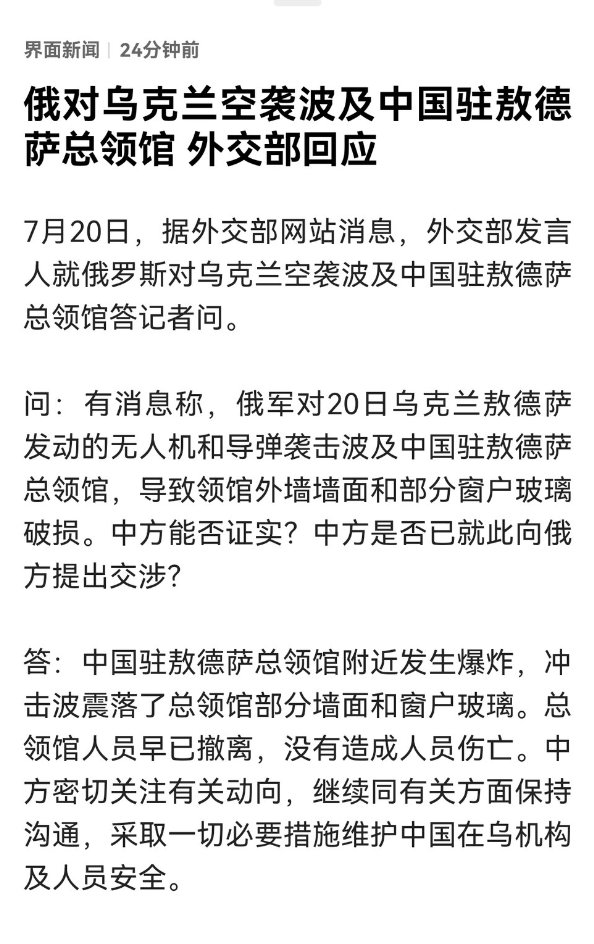 界面新闻 | 24分钟前
俄对乌克兰空袭波及中国驻敖德
萨总领馆 外交部回应
7月20日，据外交部网站消息，外交部发言
人就俄罗斯对乌克兰空袭波及中国驻敖德萨
总领馆答记者问。
问：有消息称，俄军对20日乌克兰敖德萨
发动的无人机和导弹袭击波及中国驻敖德萨
总领馆，导致领馆外墙墙面和部分窗户玻璃
破损。中方能否证实？中方是否已就此向俄
方提出交涉？
答：中国驻敖德萨总领馆附近发生爆炸，冲
击波震落了总领馆部分墙面和窗户玻璃。总
领馆人员早已撤离，没有造成人员伤亡。中
方密切关注有关动向，继续同有关方面保持
沟通，采取一切必要措施维护中国在乌机构
及人员安全。